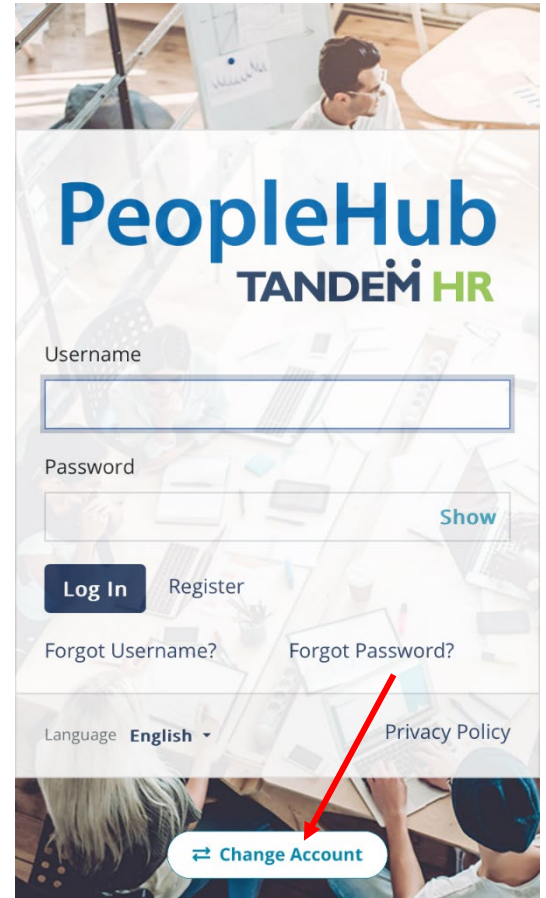 PeopleHub
TANDEM HR
Username
Password
Show
Log In Register
Forgot Username? Forgot Password?
Language English Privacy Policy
Change Account